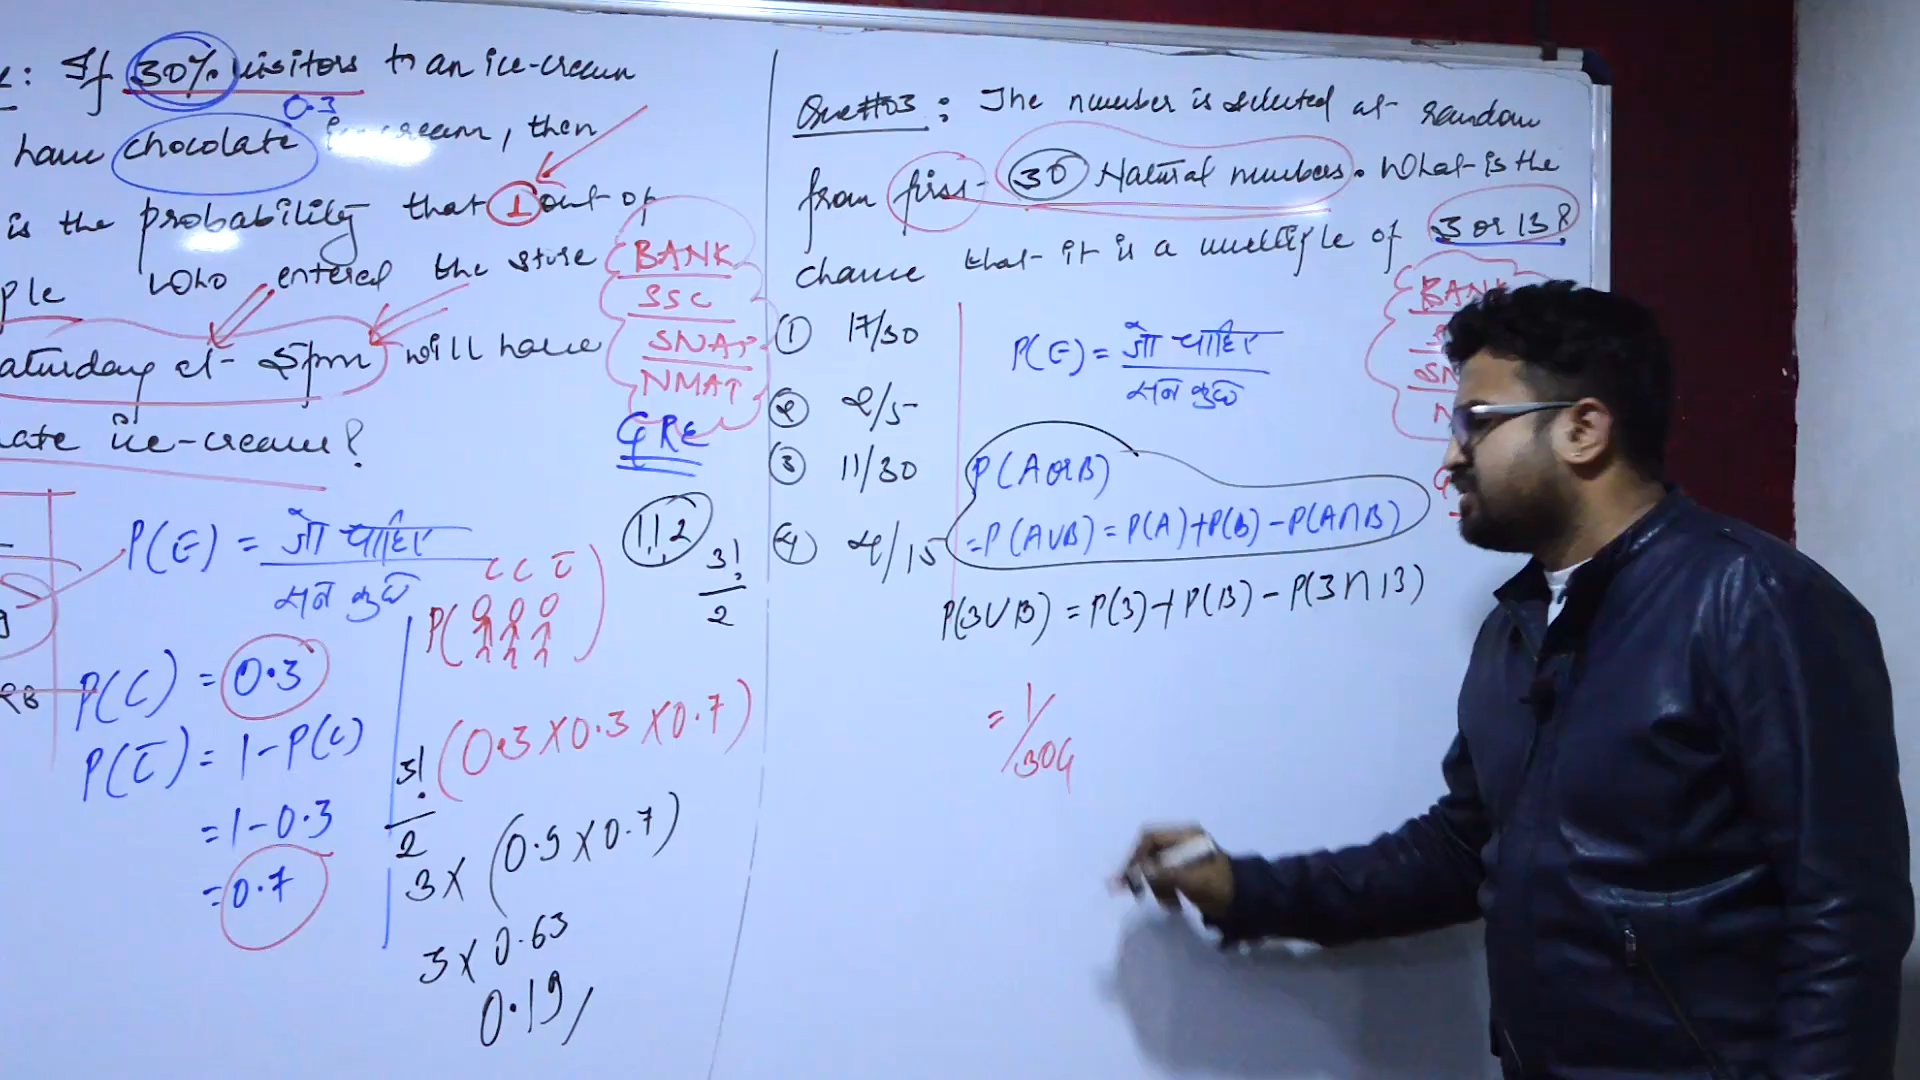 : If 30% visitors to an ice-cream
0.3
have chocolate ice-cream, then
is the probability that 1 out of
ple who entered the store
aturday at 5pm will have
ate ice-cream?
BANK
SSC
SNAP
NMAT
GRE
P(E) = जो चाहिए
सब कुछ
P(C) = 0.3
P(C̅) = 1-P(C)
= 1-0.3
= 0.7
C C C̅
P(
1,1,2
3!
2
3!
2
(0.3 X 0.3 X 0.7)
3 X (0.9 X 0.7)
3 X 0.63
0.19
Que#03: The number is selected at random
from first 30 Natural numbers. What is the
chance that it is a multiple of 3 or 13?
BANK
① 17/30
② 2/5
③ 11/30
④ 4/15
P(E) = जो चाहिए
सब कुछ
P(A or B)
= P(A∪B) = P(A)+P(B)-P(A∩B)
P(3∪13) = P(3)+P(13)-P(3∩13)
= 1/30